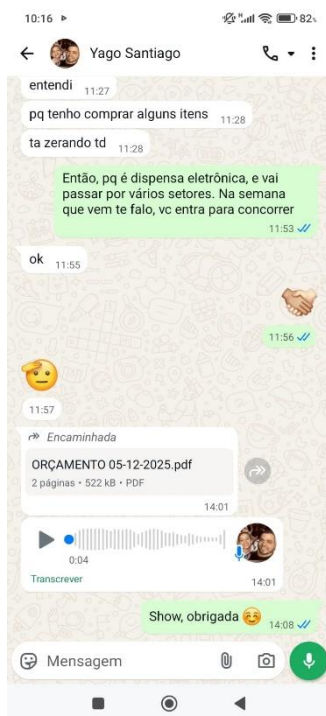 10:16
82%
Yago Santiago
entendi 11:27
pq tenho comprar alguns itens 11:28
ta zerando td 11:28
Então, pq é dispensa eletrônica, e vai
passar por vários setores. Na semana
que vem te falo, vc entra para concorrer
11:53
ok 11:55
11:56
11:57
Encaminhada
ORÇAMENTO 05-12-2025.pdf
2 páginas • 522 kB • PDF
14:01
0:04
Transcrever 14:01
Show, obrigada 14:08
Mensagem